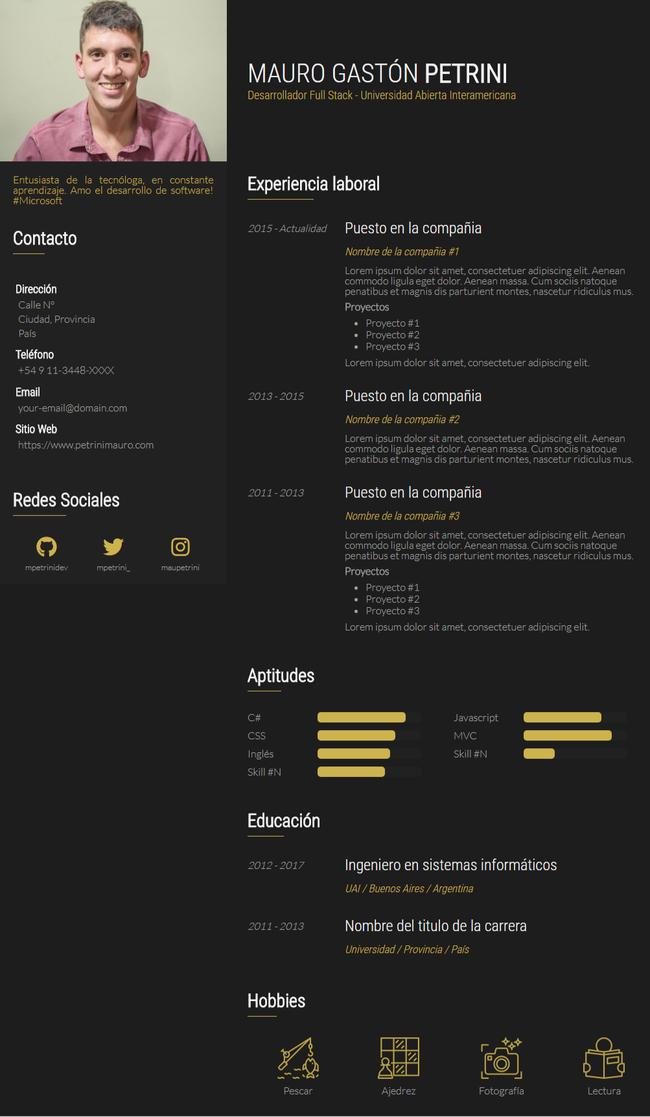 MAURO GASTÓN PETRINI
Desarrollador Full Stack - Universidad Abierta Interamericana
Entusiasta de la tecnóloga, en constante
aprendizaje. Amo el desarrollo de software!
#Microsoft
Contacto
Dirección
Calle Nº
Ciudad, Provincia
País
Teléfono
+54 9 11-3448-XXXX
Email
your-email@domain.com
Sitio Web
https://www.petrinimauro.com
Redes Sociales
mpetrinidev mpetrini_ maupetrini
Experiencia laboral
2015 - Actualidad Puesto en la compañia
Nombre de la compañia #1
Lorem ipsum dolor sit amet, consectetuer adipiscing elit. Aenean
commodo ligula eget dolor. Aenean massa. Cum sociis natoque
penatibus et magnis dis parturient montes, nascetur ridiculus mus.
Proyectos
Proyecto #1
Proyecto #2
Proyecto #3
Lorem ipsum dolor sit amet, consectetuer adipiscing elit.
2013 - 2015 Puesto en la compañia
Nombre de la compañia #2
Lorem ipsum dolor sit amet, consectetuer adipiscing elit. Aenean
commodo ligula eget dolor. Aenean massa. Cum sociis natoque
penatibus et magnis dis parturient montes, nascetur ridiculus mus.
2011 - 2013 Puesto en la compañia
Nombre de la compañia #3
Lorem ipsum dolor sit amet, consectetuer adipiscing elit. Aenean
commodo ligula eget dolor. Aenean massa. Cum sociis natoque
penatibus et magnis dis parturient montes, nascetur ridiculus mus.
Proyectos
Proyecto #1
Proyecto #2
Proyecto #3
Lorem ipsum dolor sit amet, consectetuer adipiscing elit.
Aptitudes
C# Javascript
CSS MVC
Inglés Skill #N
Skill #N
Educación
2012 - 2017 Ingeniero en sistemas informáticos
UAI / Buenos Aires / Argentina
2011 - 2013 Nombre del titulo de la carrera
Universidad / Provincia / País
Hobbies
Pescar Ajedrez Fotografía Lectura